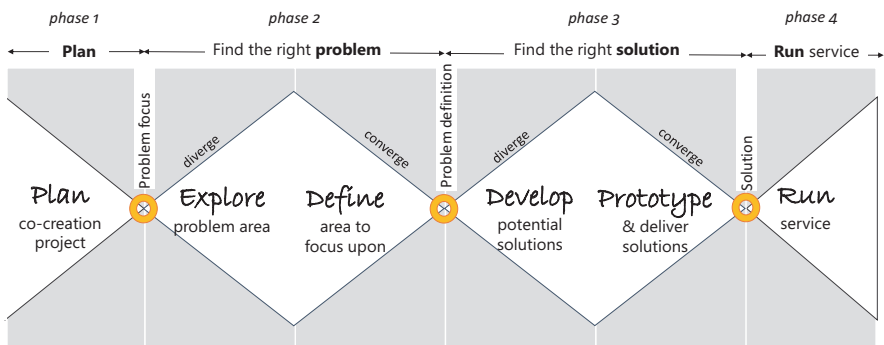 phase 1
phase 2
phase 3
phase 4
Plan
Find the right problem
Find the right solution
Run service
Problem focus
diverge
converge
Problem definition
diverge
converge
Solution
Plan
co-creation
project
Explore
problem area
Define
area to
focus upon
Develop
potential
solutions
Prototype
& deliver
solutions
Run
service